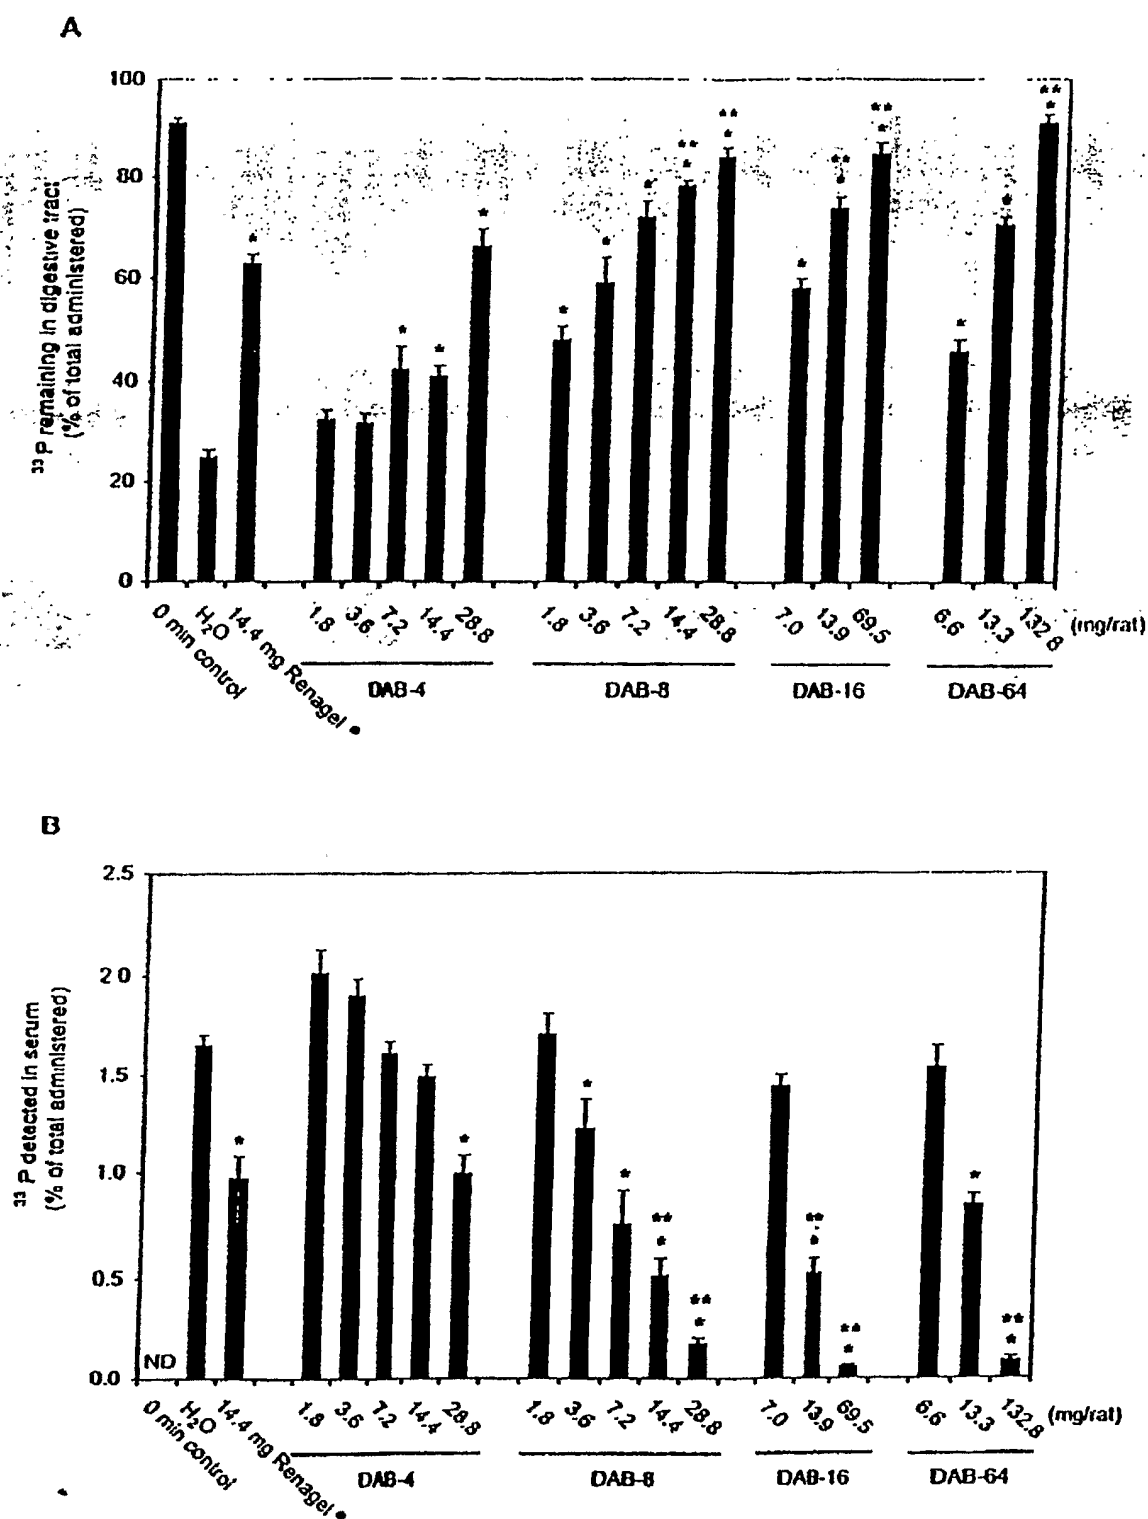 A
100
80
60
40
20
0
33 P remaining in digestive tract
(% of total administered)
0 min control
H2O
14.4 mg Renagel ●
1.8 3.6 7.2 14.4 28.8
1.8 3.6 7.2 14.4 28.8
7.0 13.9 69.5
6.6 13.3 132.8
(mg/rat)
DAB-4 DAB-8 DAB-16 DAB-64
B
2.5
2.0
1.5
1.0
0.5
0.0
33 P detected in serum
(% of total administered)
ND
0 min control
H2O
14.4 mg Renagel ●
1.8 3.6 7.2 14.4 28.8
1.8 3.6 7.2 14.4 28.8
7.0 13.9 69.5
6.6 13.3 132.8
(mg/rat)
DAB-4 DAB-8 DAB-16 DAB-64